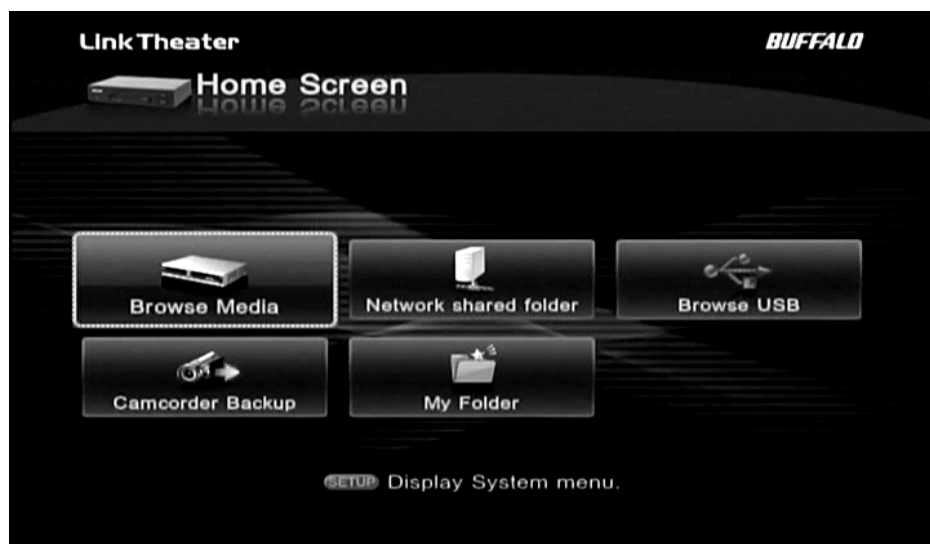 LinkTheater
BUFFALO
Home Screen
Browse Media
Network shared folder
Browse USB
Camcorder Backup
My Folder
SETUP Display System menu.